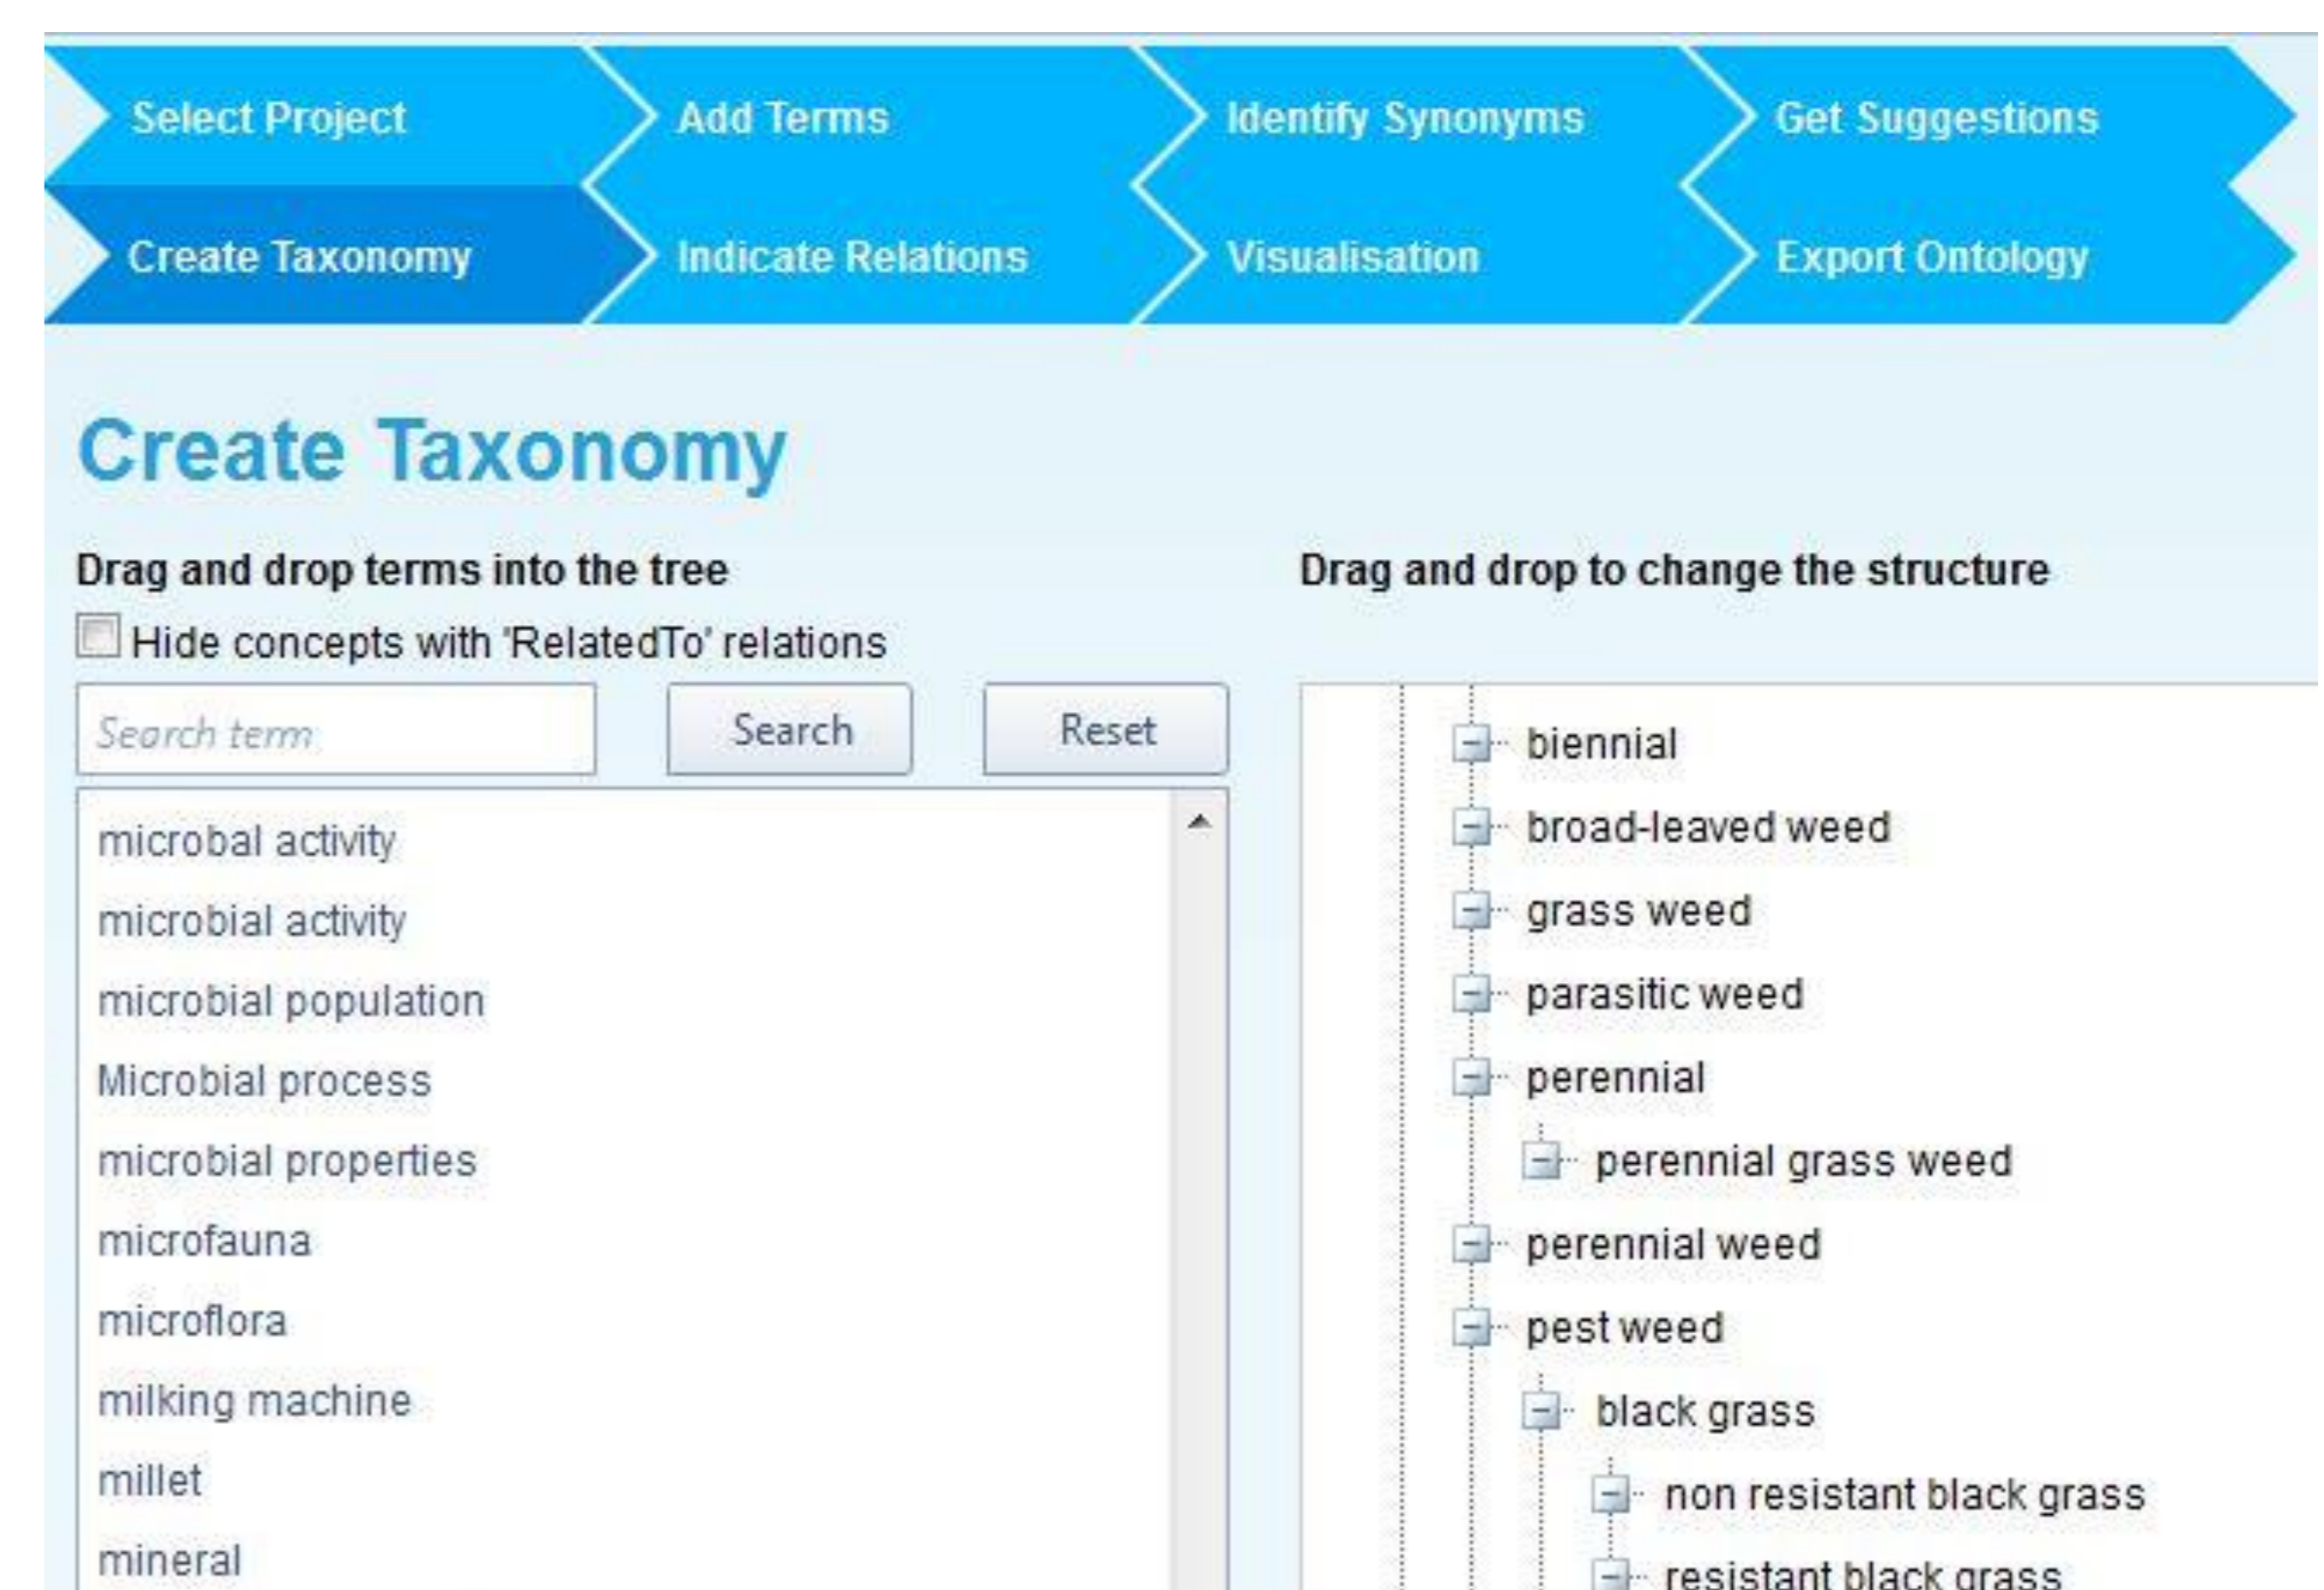 Select Project
Add Terms
Identify Synonyms
Get Suggestions
Create Taxonomy
Indicate Relations
Visualisation
Export Ontology
Create Taxonomy
Drag and drop terms into the tree
Hide concepts with 'RelatedTo' relations
Search term
Search
Reset
microbal activity
microbial activity
microbial population
Microbial process
microbial properties
microfauna
microflora
milking machine
millet
mineral
Drag and drop to change the structure
biennial
broad-leaved weed
grass weed
parasitic weed
perennial
perennial grass weed
perennial weed
pest weed
black grass
non resistant black grass
resistant black grass